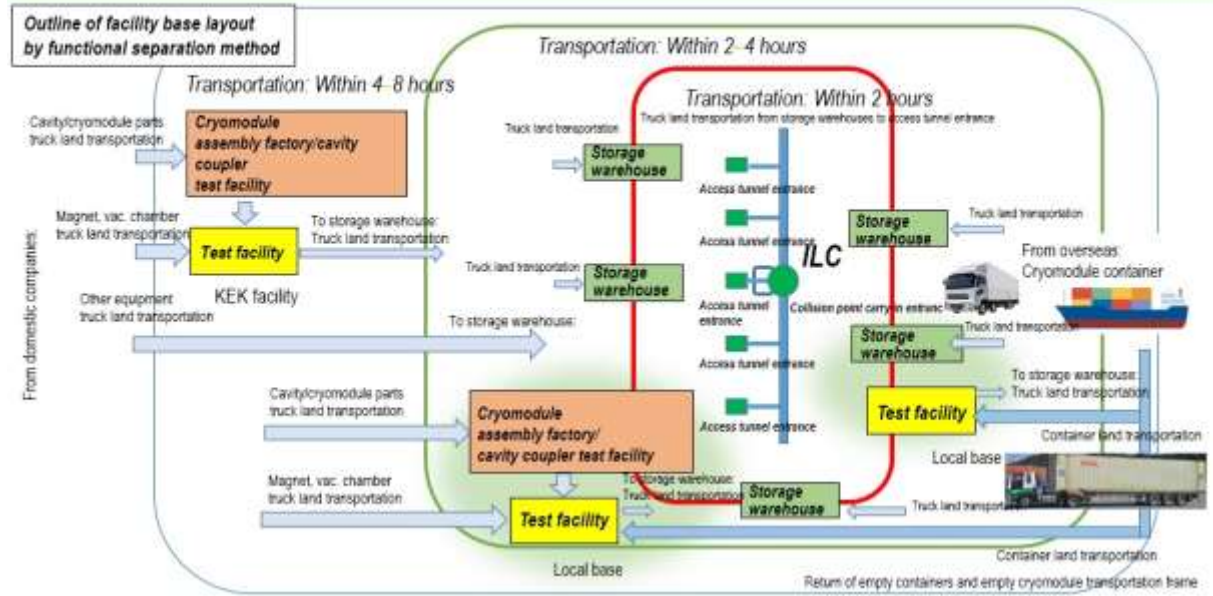 Outline of facility base layout
by functional separation method
Transportation: Within 2–4 hours
Transportation: Within 4–8 hours
Transportation: Within 2 hours
Truck land transportation from storage warehouses to access tunnel entrance
From domestic companies:
Cavity/cryomodule parts
truck land transportation
Cryomodule
assembly factory/cavity
coupler
test facility
Magnet, vac. chamber
truck land transportation
Test facility
To storage warehouse:
Truck land transportation
KEK facility
Other equipment
truck land transportation
To storage warehouse:
Truck land transportation
Storage
warehouse
Truck land
transportation
Storage
warehouse
Access tunnel entrance
Access tunnel entrance
Access tunnel
entrance
Access tunnel entrance
Access tunnel entrance
ILC
Collision point carry-in entranc
Storage
warehouse
Truck land transportation
From overseas:
Cryomodule container
Storage
warehouse
Truck land
transportation
Test facility
To storage warehouse:
Truck land transportation
Container land transportation
Local base
Cavity/cryomodule parts
truck land transportation
Cryomodule
assembly factory/
cavity coupler test facility
Magnet, vac. chamber
truck land transportation
Test facility
To storage warehouse:
Truck land transportation
Storage
warehouse
Truck land transportation
Container land transportation
Local base
Return of empty containers and empty cryomodule transportation frame